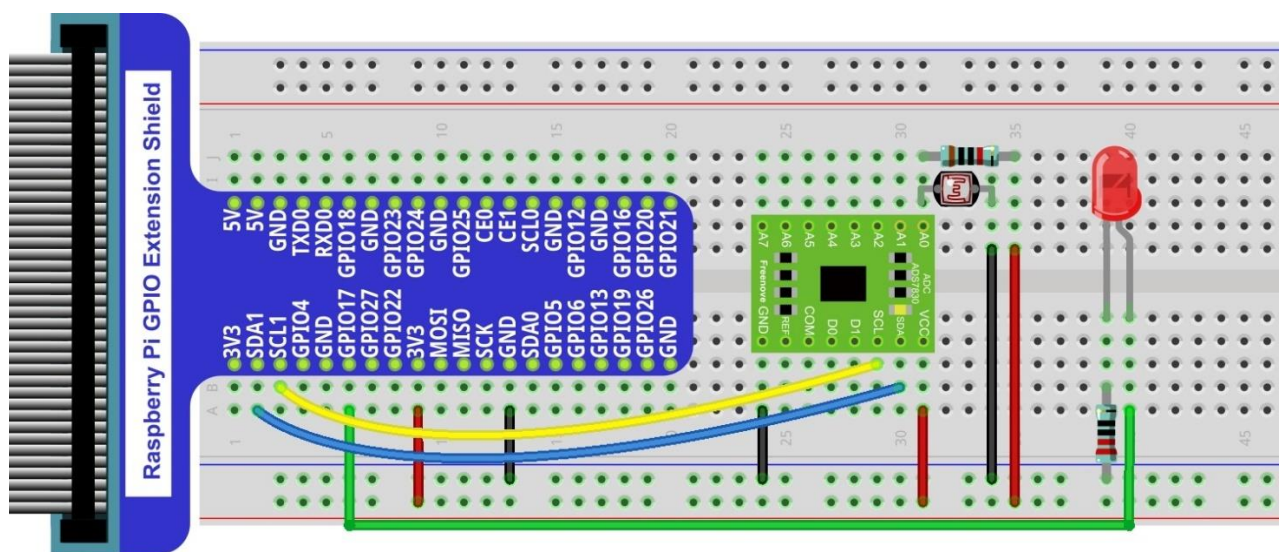 Raspberry Pi GPIO Extension Shield
1 5 10 15 20 25 30 35 40 45
J
I
5V 5V GND TXD0 RXD0 GPIO18 GND GPIO23 GPIO24 GND GPIO25 CE0 CE1 SCL0 GND GPIO12 GND GPIO16 GPIO20 GPIO21
3V3 SDA1 SCL1 GPIO4 GND GPIO17 GPIO27 GPIO22 3V3 MOSI MISO SCK GND SDA0 GPIO5 GPIO6 GPIO13 GPIO19 GPIO26 GND
A7 A6 A5 A4 A3 A2 A1 A0
Freenove
ADC
ADS7830
GND REF COM D0 D1 SCL SDA VCC
B
A
1 5 10 15 25 30 45